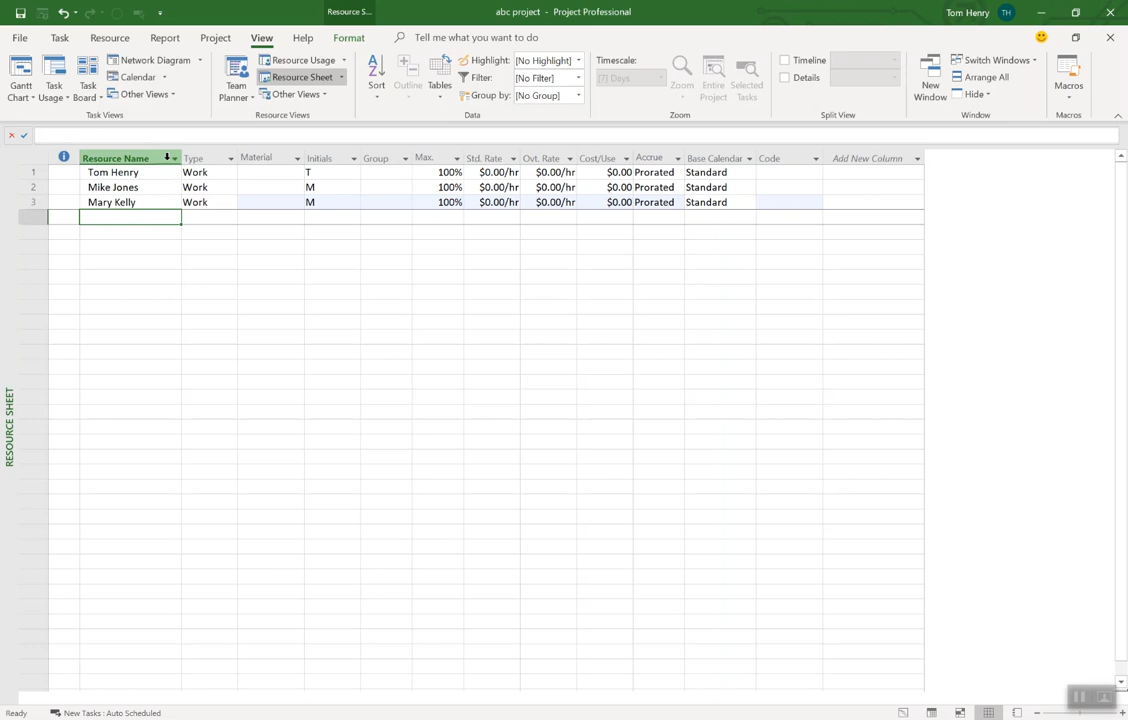 Resource S...
abc project - Project Professional
Tom Henry TH
File Task Resource Report Project View Help Format Tell me what you want to do
Gantt Chart
Task Usage
Task Board
Network Diagram
Calendar
Other Views
Task Views
Team Planner
Resource Usage
Resource Sheet
Other Views
Resource Views
Sort
Outline
Tables
Highlight: [No Highlight]
Filter: [No Filter]
Group by: [No Group]
Data
Timescale:
[7] Days
Zoom
Entire Project
Selected Tasks
Zoom
Timeline
Details
Split View
New Window
Switch Windows
Arrange All
Hide
Window
Macros
Macros
Resource Name Type Material Initials Group Max. Std. Rate Ovt. Rate Cost/Use Accrue Base Calendar Code Add New Column
1 Tom Henry Work T 100% $0.00/hr $0.00/hr $0.00 Prorated Standard
2 Mike Jones Work M 100% $0.00/hr $0.00/hr $0.00 Prorated Standard
3 Mary Kelly Work M 100% $0.00/hr $0.00/hr $0.00 Prorated Standard
RESOURCE SHEET
Ready New Tasks : Auto Scheduled